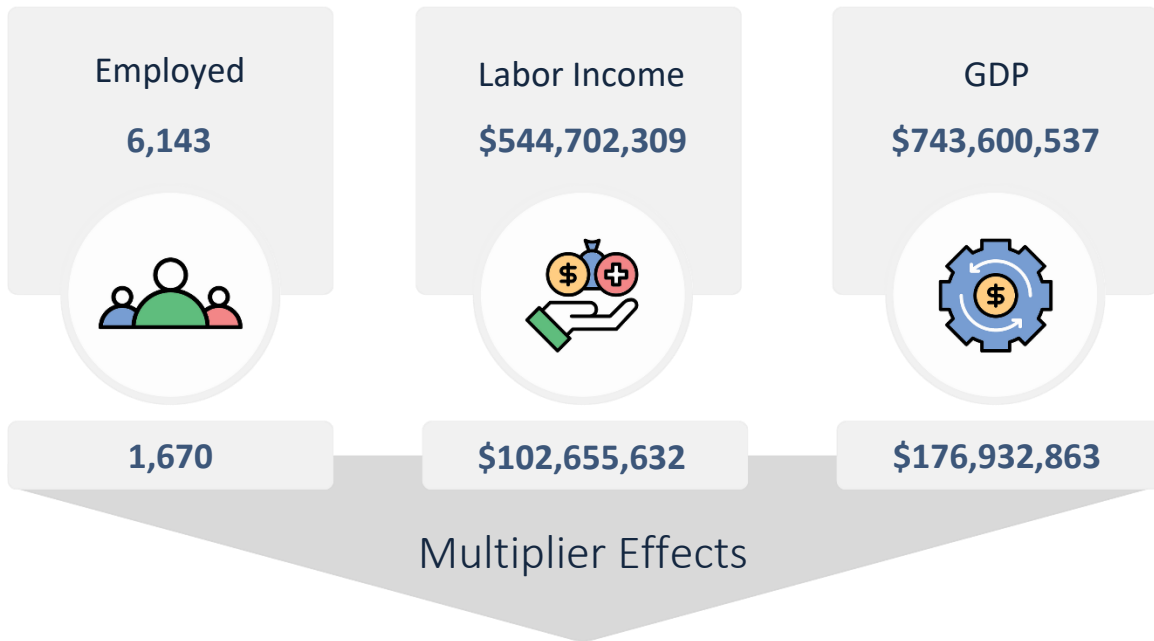 Employed
6,143
Labor Income
$544,702,309
GDP
$743,600,537
$
$
1,670
$102,655,632
$176,932,863
Multiplier Effects